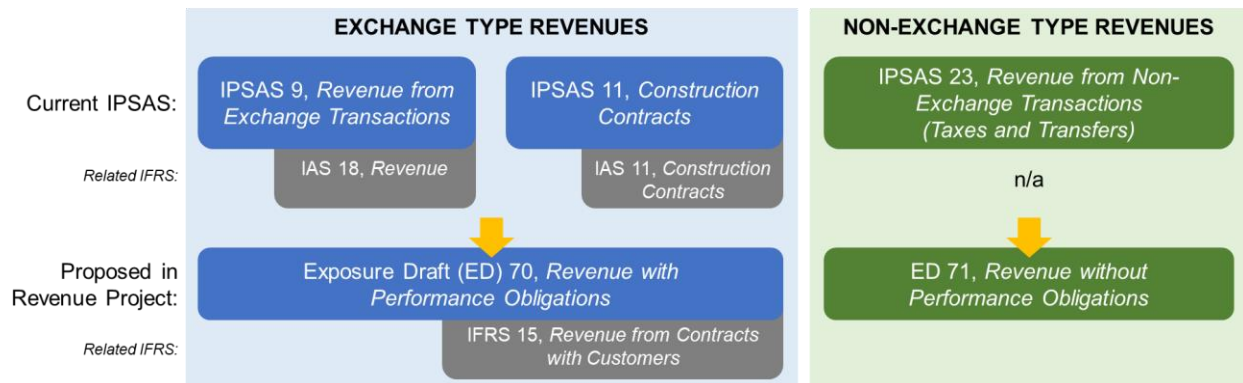 EXCHANGE TYPE REVENUES
NON-EXCHANGE TYPE REVENUES
Current IPSAS:
IPSAS 9, Revenue from
Exchange Transactions
IPSAS 11, Construction
Contracts
IPSAS 23, Revenue from Non-
Exchange Transactions
(Taxes and Transfers)
Related IFRS:
IAS 18, Revenue
IAS 11, Construction
Contracts
n/a
Proposed in
Revenue Project:
Exposure Draft (ED) 70, Revenue with
Performance Obligations
ED 71, Revenue without
Performance Obligations
Related IFRS:
IFRS 15, Revenue from Contracts
with Customers